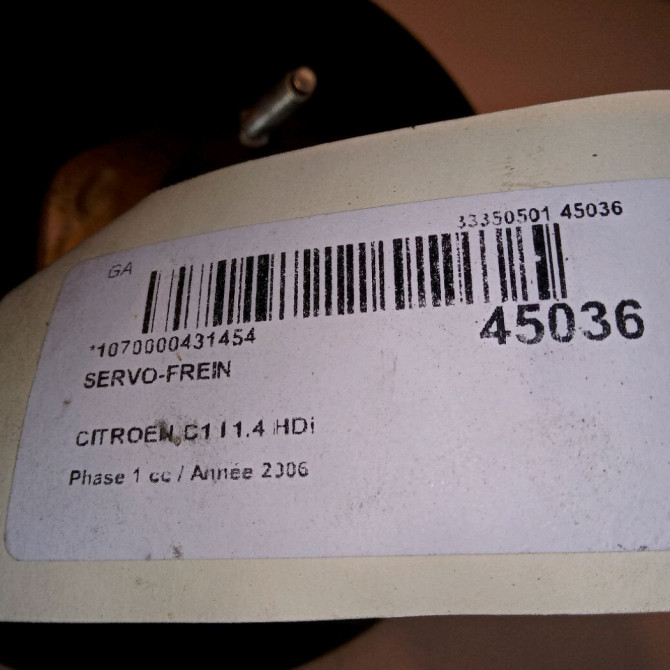 33350501 45036
GA
45036
*1070000431454
SERVO-FREIN
CITROEN C1 I 1.4 HDi
Phase 1 cc / Année 2006